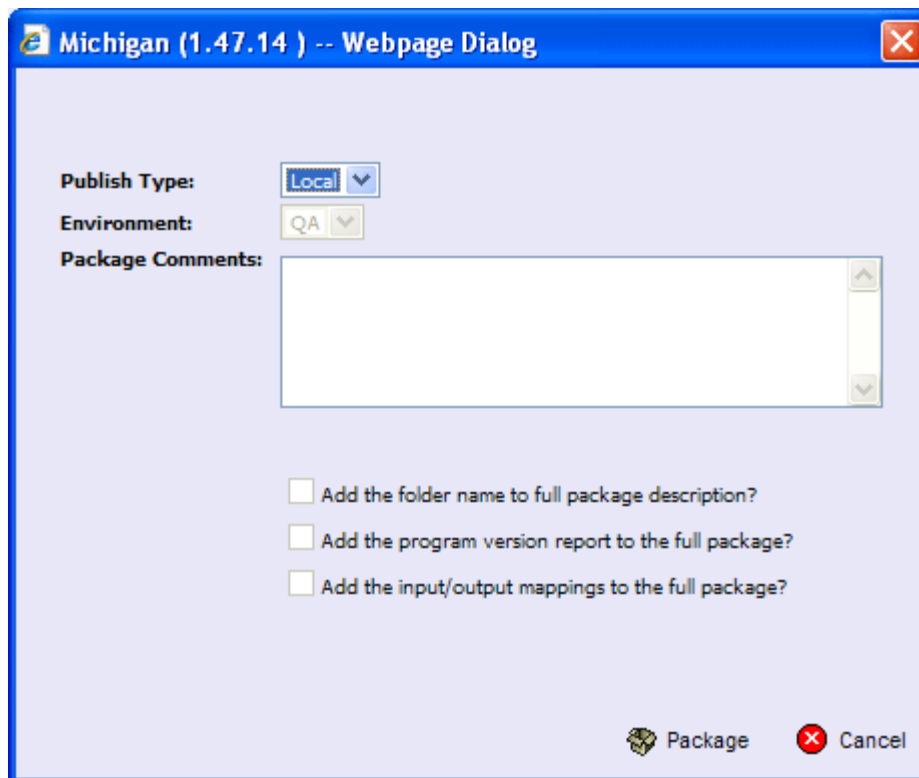 Michigan (1.47.14 ) -- Webpage Dialog
Publish Type: Local
Environment: QA
Package Comments:
Add the folder name to full package description?
Add the program version report to the full package?
Add the input/output mappings to the full package?
Package Cancel